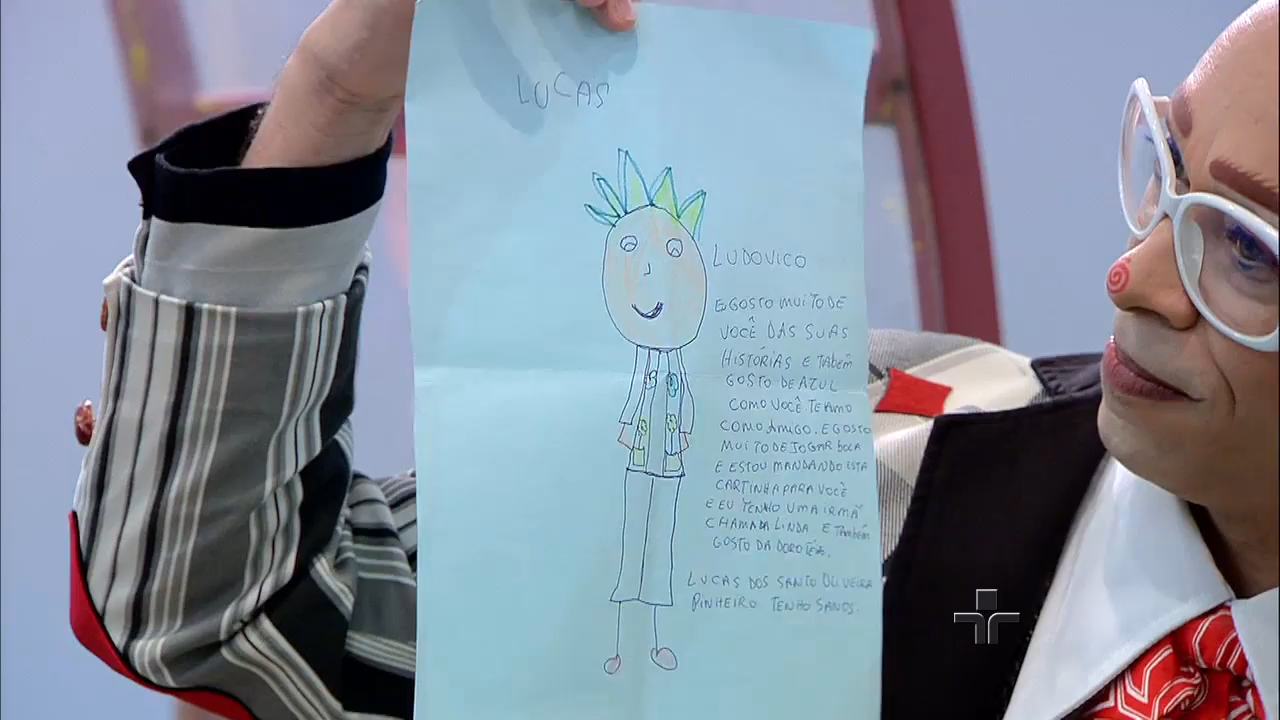 LUCAS
LUDOVICO
EGOSTO MUITO DE
VOCÊ DAS SUAS
HISTÓRIAS E TABÉM
GOSTO DE AZUL
COMO VOCÊ TE AMO
COMO AMIGO. E GOSTO
MUITO DE JOGAR BOLA
E ESTOU MANDANDO ESTA
CARTINHA PARA VOCÊ
E EU TENHO UMA IRMÃ
CHAMADA LINDA E TAMBÉM
GOSTO DA DOROTÉIA.
LUCAS DOS SANTO OLIVEIRA
PINHEIRO TENHO 5ANOS.